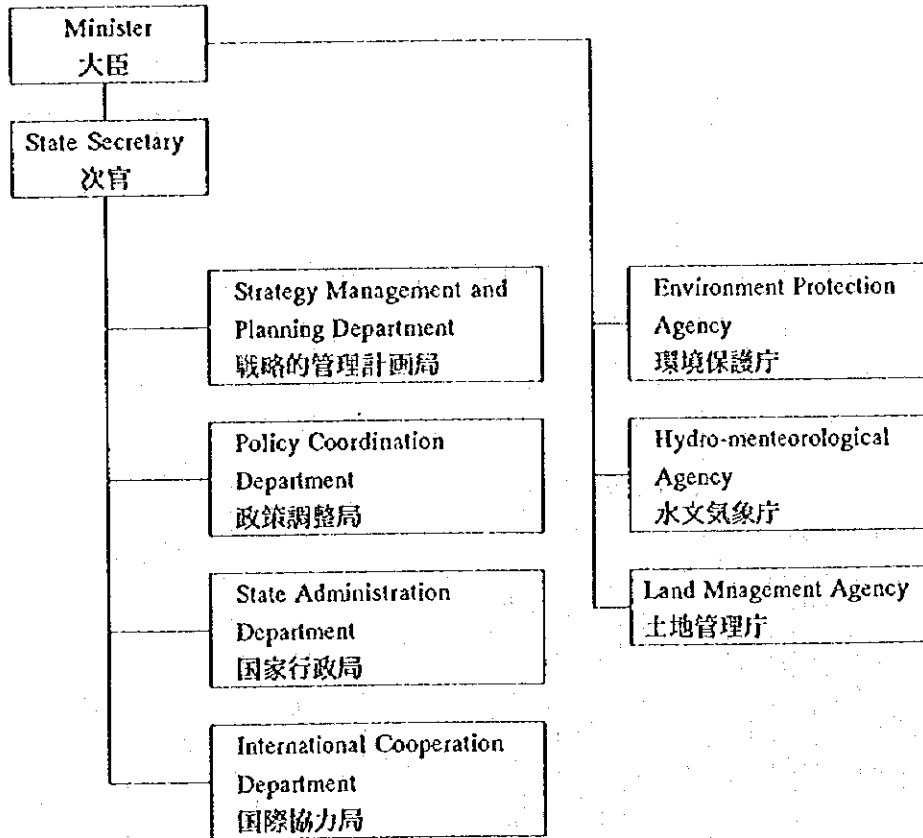 Minister
大臣
State Secretary
次官
Strategy Management and
Planning Department
戦略的管理計画局
Policy Coordination
Department
政策調整局
State Administration
Department
国家行政局
International Cooperation
Department
国際協力局
Environment Protection
Agency
環境保護庁
Hydro-menteorological
Agency
水文気象庁
Land Mnagement Agency
土地管理庁